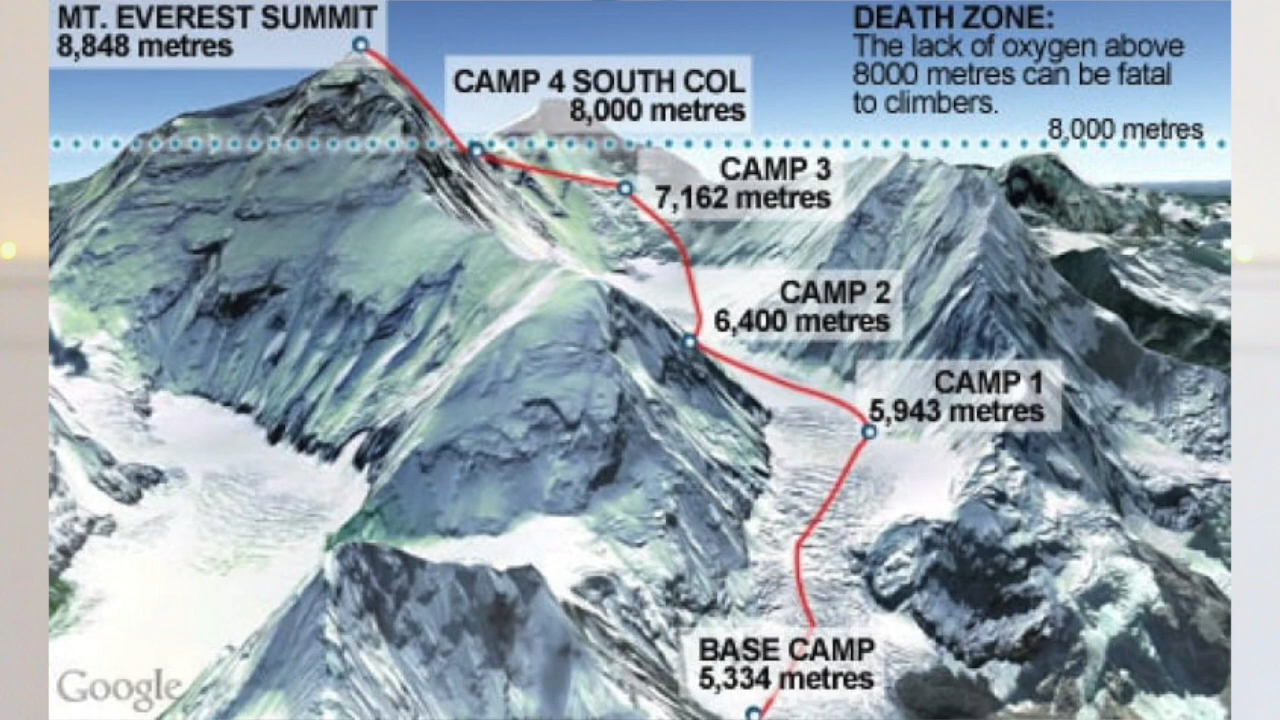 MT. EVEREST SUMMIT
8,848 metres
DEATH ZONE:
The lack of oxygen above
8000 metres can be fatal
to climbers.
8,000 metres
CAMP 4 SOUTH COL
8,000 metres
CAMP 3
7,162 metres
CAMP 2
6,400 metres
CAMP 1
5,943 metres
BASE CAMP
5,334 metres
Google